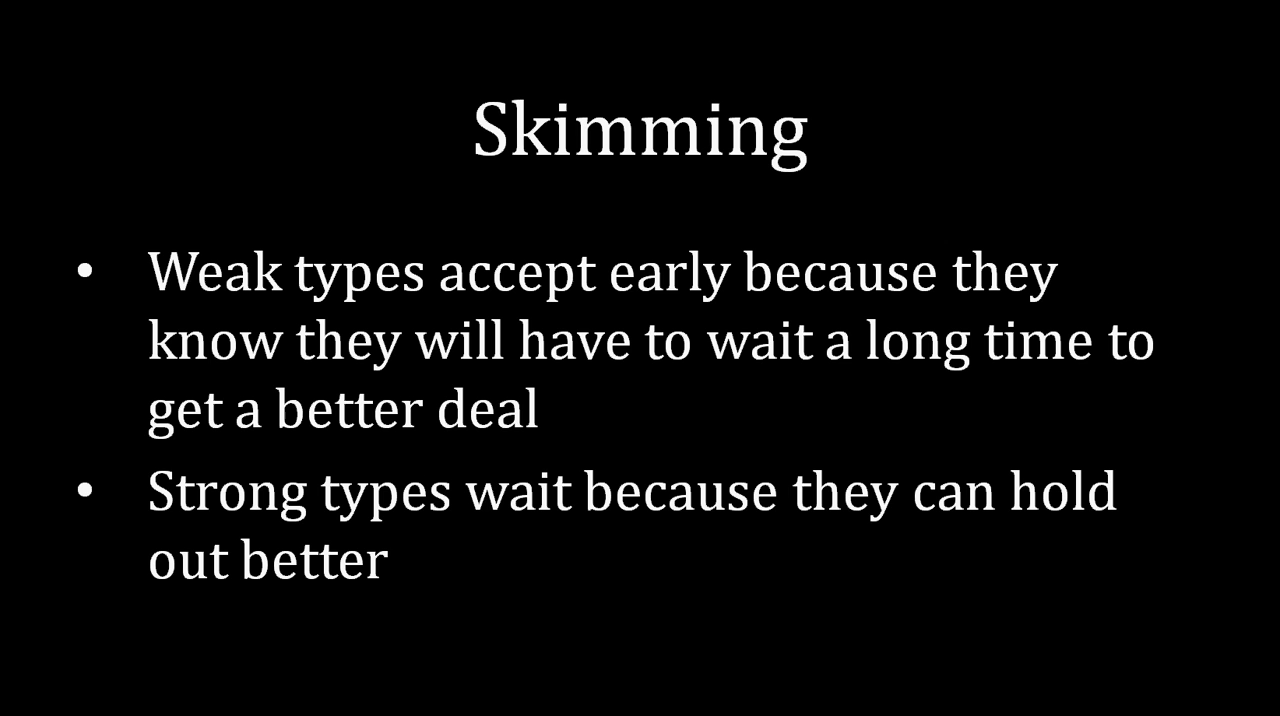 Skimming
• Weak types accept early because they
know they will have to wait a long time to
get a better deal
• Strong types wait because they can hold
out better